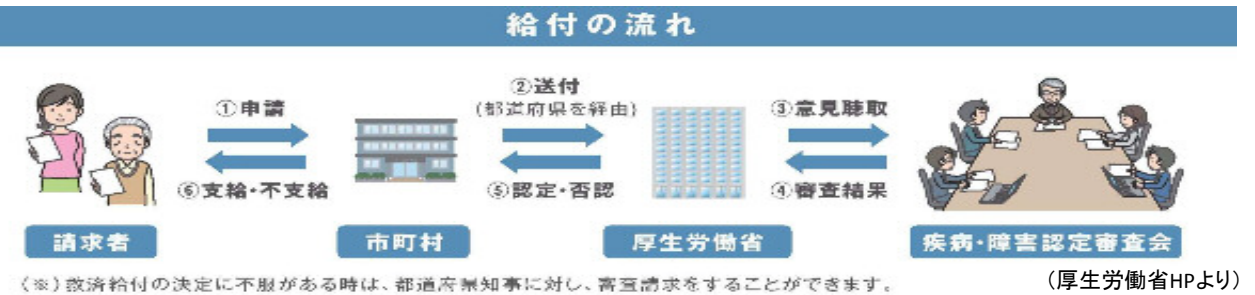 給付の流れ
①申請
②送付
(都道府県を経由)
③意見聴取
⑥支給・不支給
⑤認定・否認
④審査結果
請求者
市町村
厚生労働省
疾病・障害認定審査会
(※)救済給付の決定に不服がある時は、都道府県知事に対し、審査請求をすることができます。
(厚生労働省HPより)